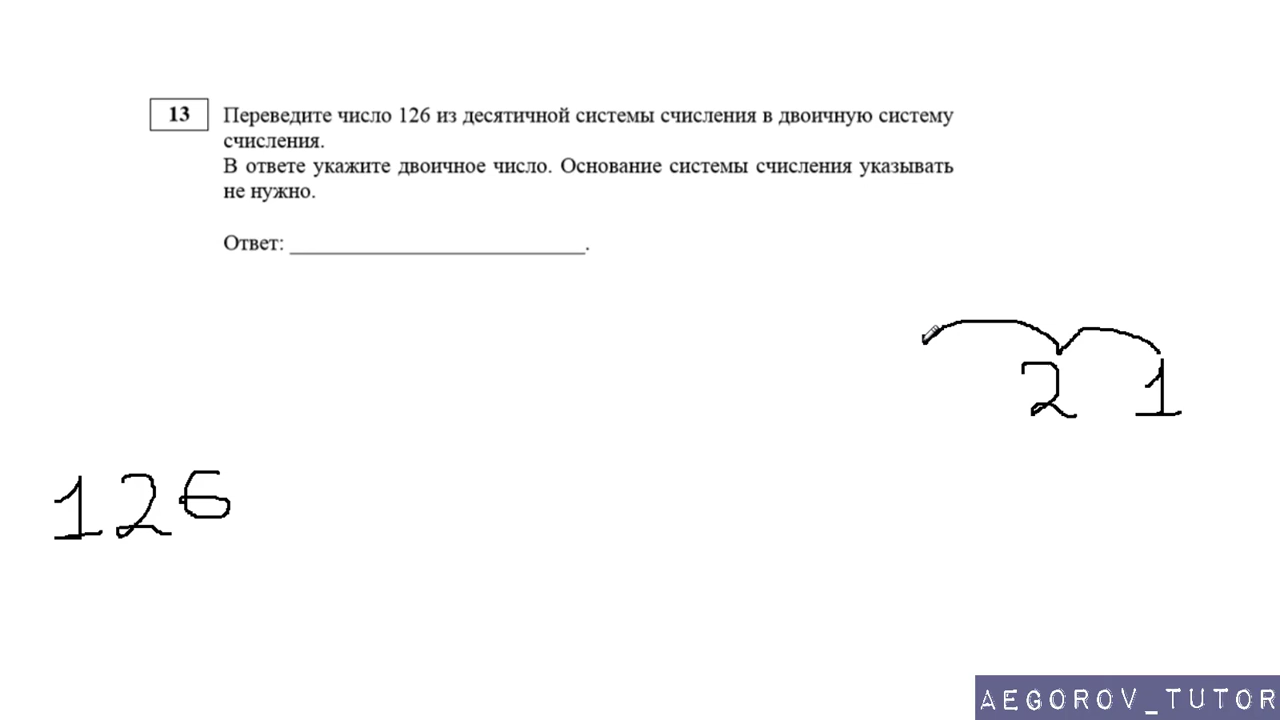 13 Переведите число 126 из десятичной системы счисления в двоичную систему
счисления.
В ответе укажите двоичное число. Основание системы счисления указывать
не нужно.
Ответ: ____________________________.
2 1
126
AEGOROV_TUTOR